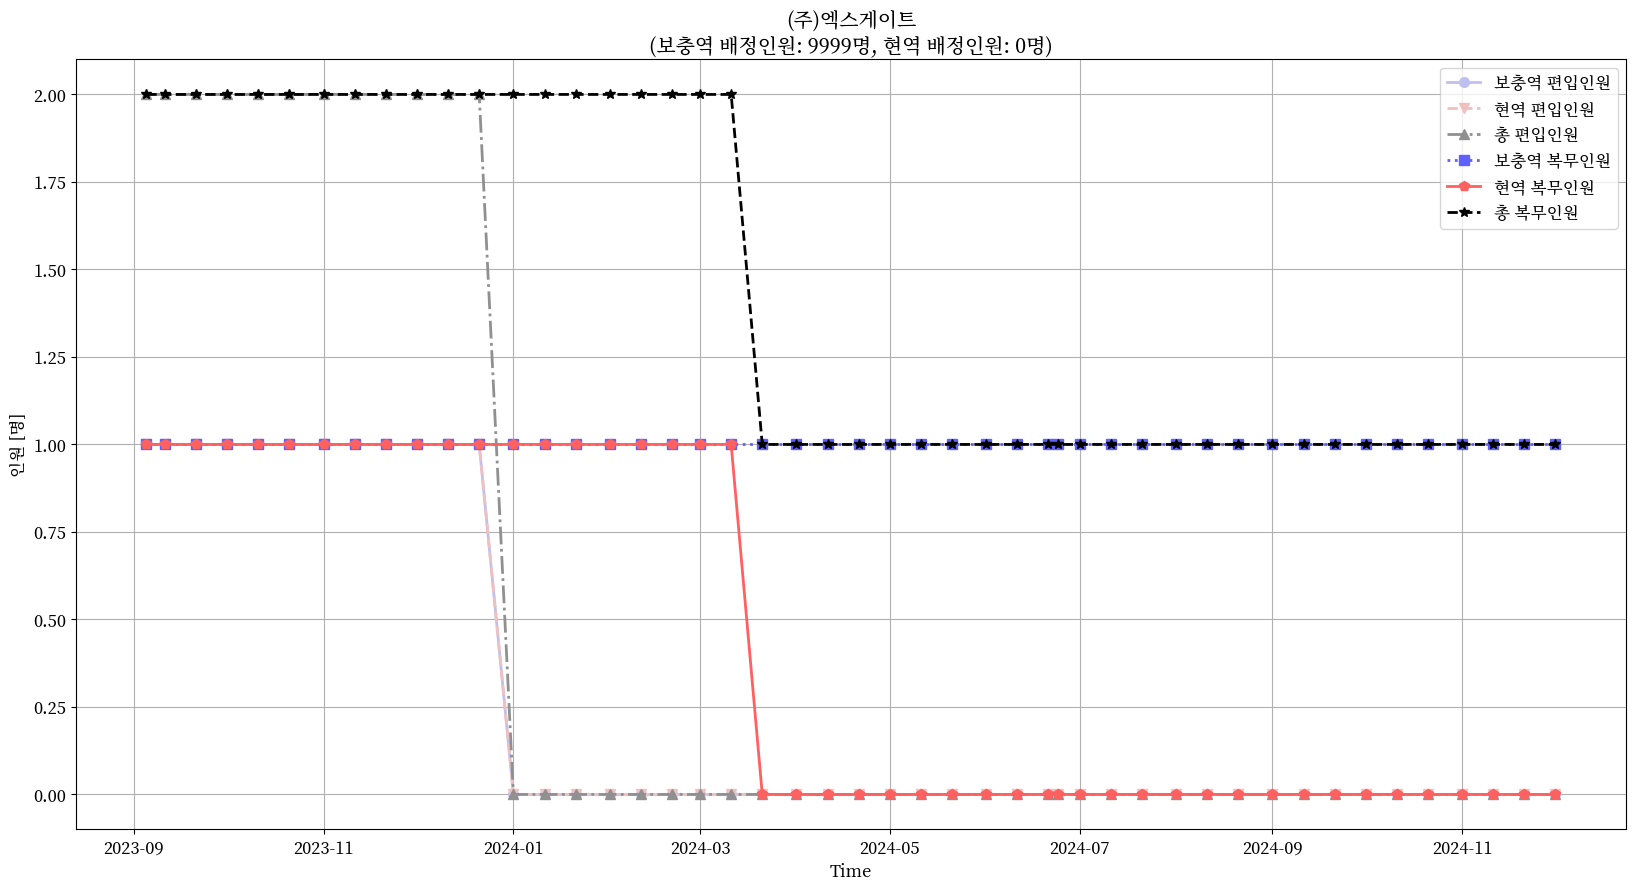 (주)엑스게이트
(보충역 배정인원: 9999명, 현역 배정인원: 0명)
보충역 편입인원
현역 편입인원
총 편입인원
보충역 복무인원
현역 복무인원
총 복무인원
인원 [명]
2.00
1.75
1.50
1.25
1.00
0.75
0.50
0.25
0.00
2023-09 2023-11 2024-01 2024-03 2024-05 2024-07 2024-09 2024-11
Time